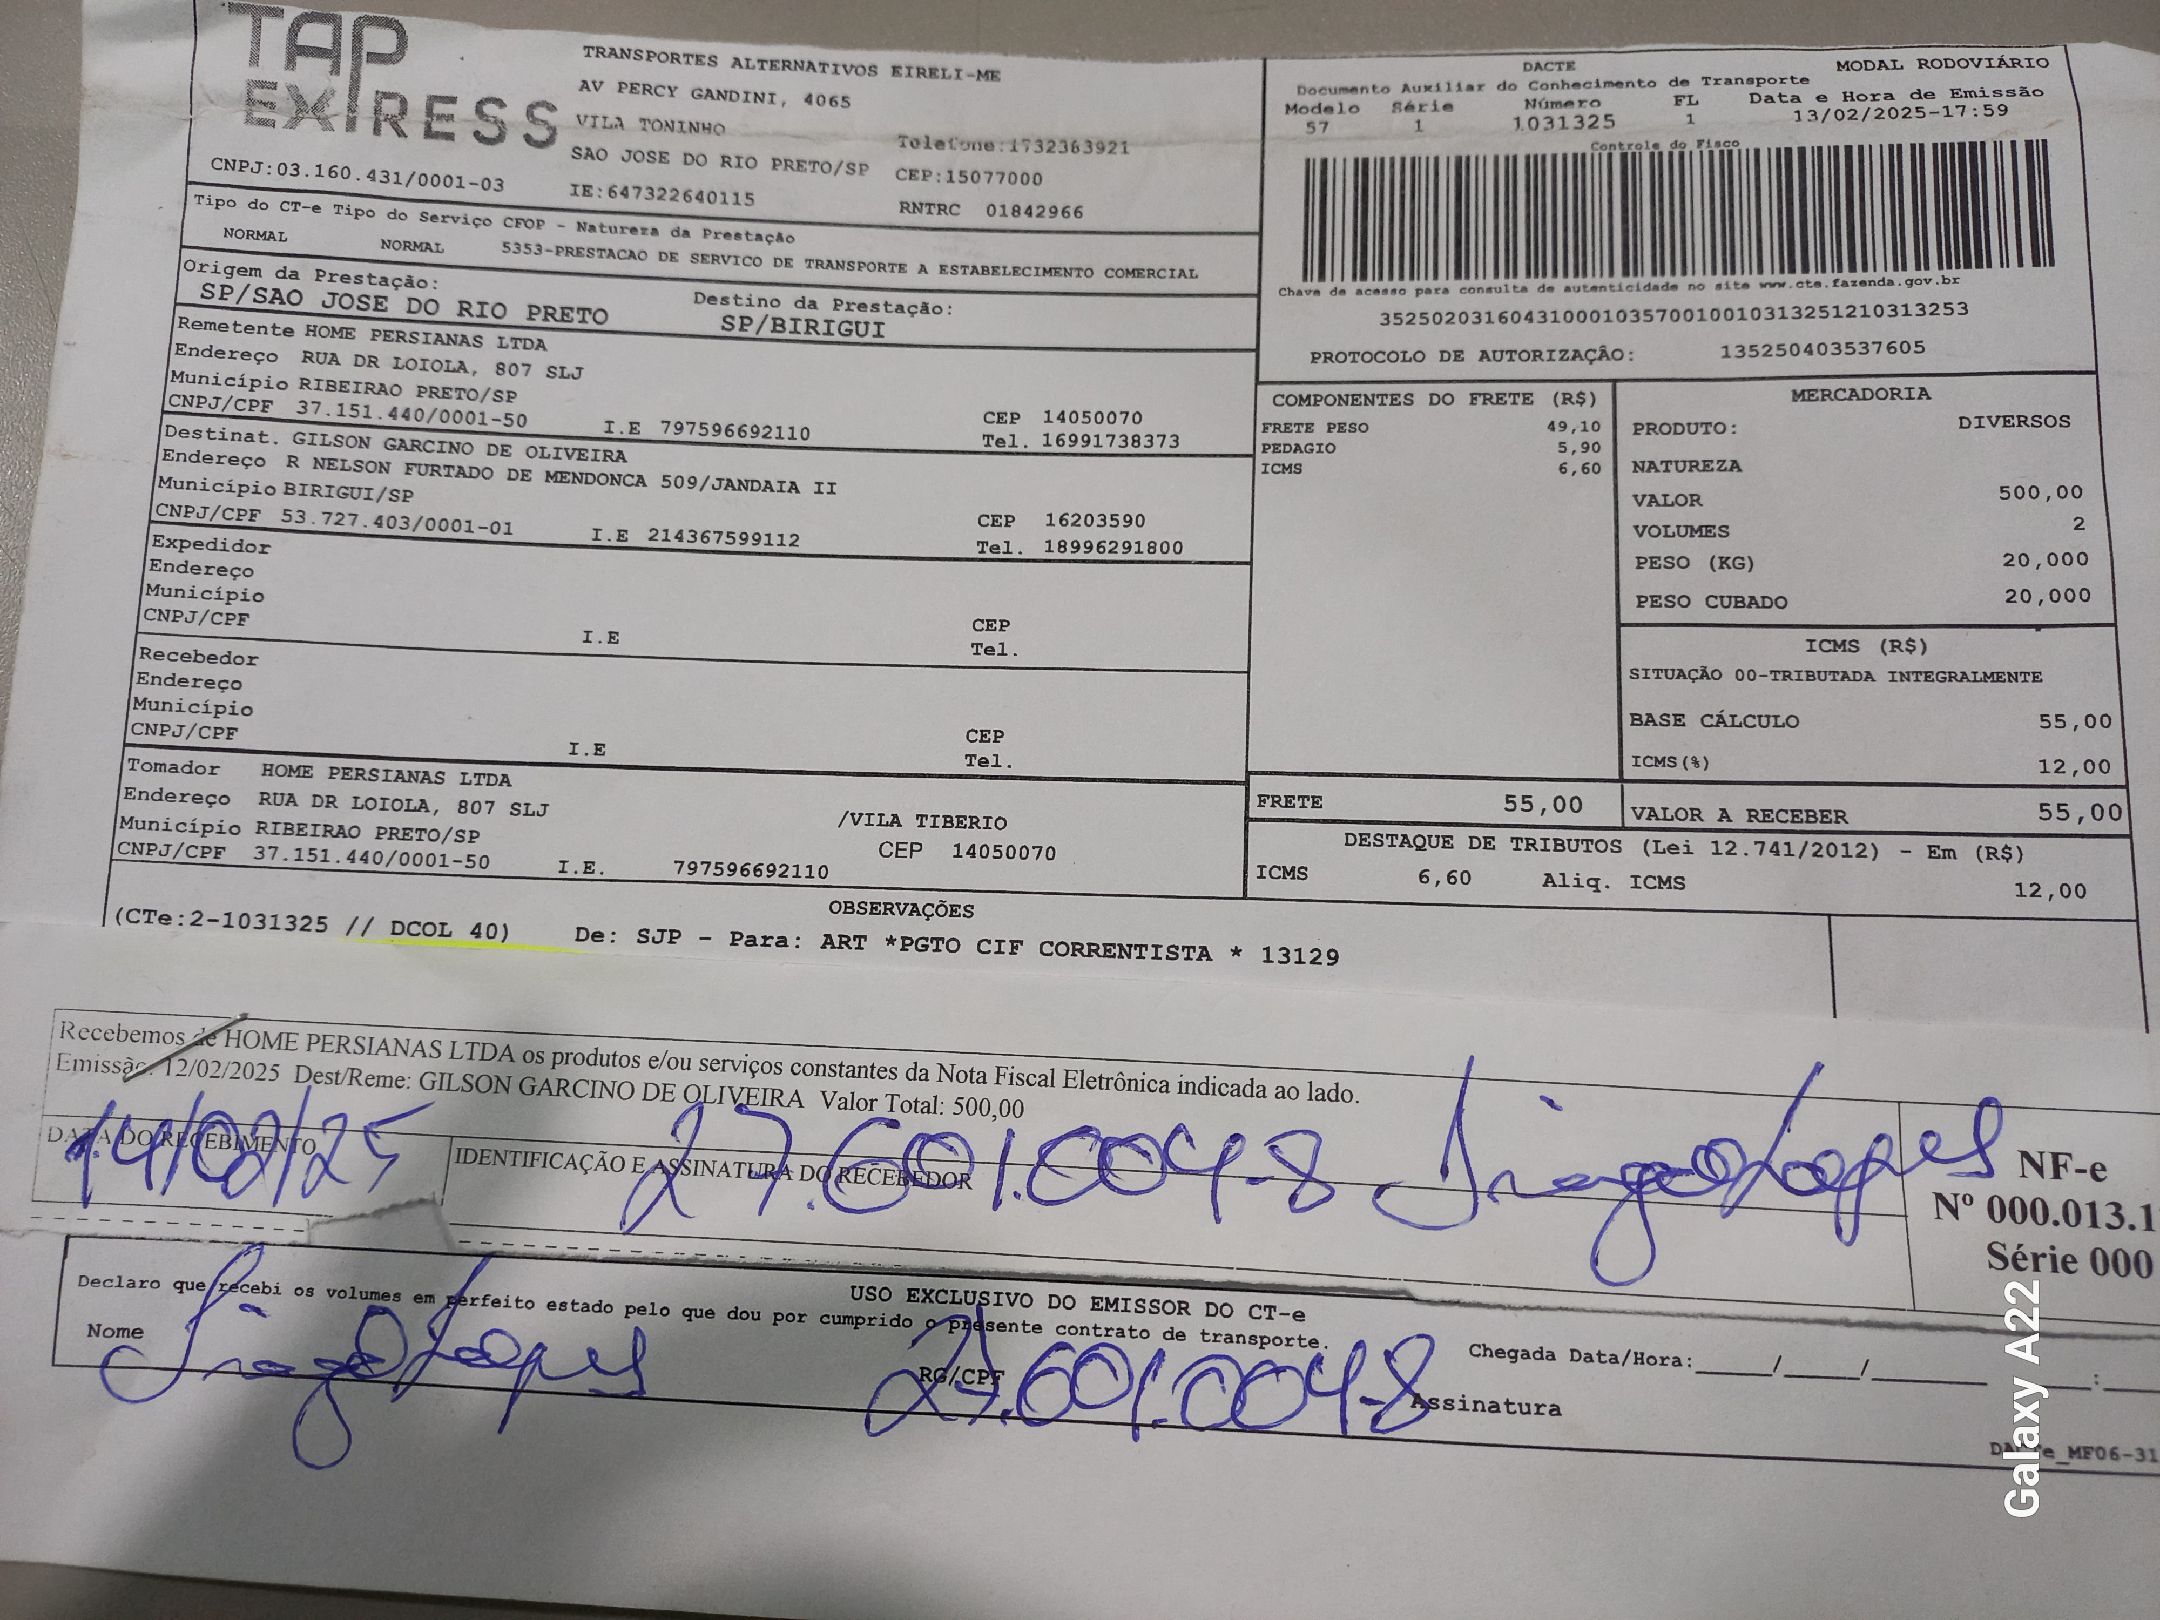 TAP
EXPRESS
TRANSPORTES ALTERNATIVOS EIRELI-ME
AV PERCY GANDINI, 4065
VILA TONINHO
Telefone:1732363921
SAO JOSE DO RIO PRETO/SP CEP:15077000
CNPJ:03.160.431/0001-03 IE:647322640115 RNTRC 01842966
Tipo do CT-e Tipo do Serviço CFOP - Natureza da Prestação
NORMAL NORMAL 5353-PRESTACAO DE SERVICO DE TRANSPORTE A ESTABELECIMENTO COMERCIAL
Origem da Prestação: Destino da Prestação:
SP/SAO JOSE DO RIO PRETO SP/BIRIGUI
Remetente HOME PERSIANAS LTDA
Endereço RUA DR LOIOLA, 807 SLJ
Município RIBEIRAO PRETO/SP CEP 14050070
CNPJ/CPF 37.151.440/0001-50 I.E 797596692110 Tel. 16991738373
Destinat. GILSON GARCINO DE OLIVEIRA
Endereço R NELSON FURTADO DE MENDONCA 509/JANDAIA II
Município BIRIGUI/SP CEP 16203590
CNPJ/CPF 53.727.403/0001-01 I.E 214367599112 Tel. 18996291800
Expedidor
Endereço
Município CEP
CNPJ/CPF I.E Tel.
Recebedor
Endereço
Município CEP
CNPJ/CPF I.E Tel.
Tomador HOME PERSIANAS LTDA
Endereço RUA DR LOIOLA, 807 SLJ /VILA TIBERIO
Município RIBEIRAO PRETO/SP CEP 14050070
CNPJ/CPF 37.151.440/0001-50 I.E. 797596692110
DACTE MODAL RODOVIÁRIO
Documento Auxiliar do Conhecimento de Transporte
Modelo Série Número FL Data e Hora de Emissão
57 1 1031325 1 13/02/2025-17:59
Controle do Fisco
Chave de acesso para consulta de autenticidade no site www.cte.fazenda.gov.br
35250203160431000103570010010313251210313253
PROTOCOLO DE AUTORIZAÇÃO: 135250403537605
COMPONENTES DO FRETE (R$)
FRETE PESO 49,10
PEDAGIO 5,90
ICMS 6,60
MERCADORIA
PRODUTO: DIVERSOS
NATUREZA
VALOR 500,00
VOLUMES 2
PESO (KG) 20,000
PESO CUBADO 20,000
ICMS (R$)
SITUAÇÃO 00-TRIBUTADA INTEGRALMENTE
BASE CÁLCULO 55,00
ICMS(%) 12,00
FRETE 55,00 VALOR A RECEBER 55,00
DESTAQUE DE TRIBUTOS (Lei 12.741/2012) - Em (R$)
ICMS 6,60 Aliq. ICMS 12,00
OBSERVAÇÕES
(CTe:2-1031325 // DCOL 40) De: SJP - Para: ART *PGTO CIF CORRENTISTA * 13129
Recebemos de HOME PERSIANAS LTDA os produtos e/ou serviços constantes da Nota Fiscal Eletrônica indicada ao lado.
Emissão: 12/02/2025 Dest/Reme: GILSON GARCINO DE OLIVEIRA Valor Total: 500,00
DATA DO RECEBIMENTO IDENTIFICAÇÃO E ASSINATURA DO RECEBEDOR
14/02/25 27.601.004-8 Tiago Lopes
NF-e
Nº 000.013.1
Série 000
USO EXCLUSIVO DO EMISSOR DO CT-e
Declaro que recebi os volumes em perfeito estado pelo que dou por cumprido o presente contrato de transporte.
Nome Tiago Lopes RG/CPF 27.601.004-8 Chegada Data/Hora:____/____/______ __:__
Assinatura
Galaxy A22